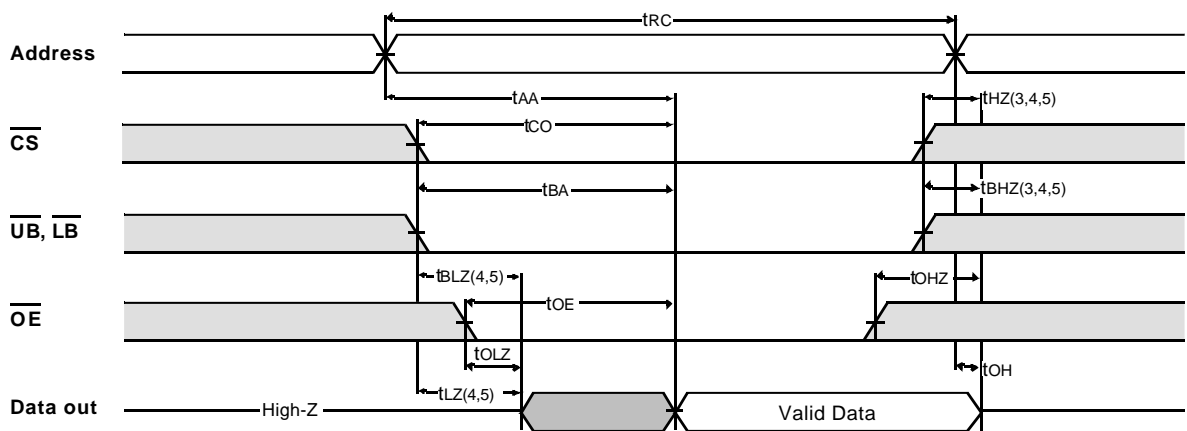 tRC
Address
tAA
tHZ(3,4,5)
tCO
CS
tBA
tBHZ(3,4,5)
UB, LB
tBLZ(4,5)
tOHZ
tOE
OE
tOLZ
tOH
tLZ(4,5)
Data out
High-Z
Valid Data